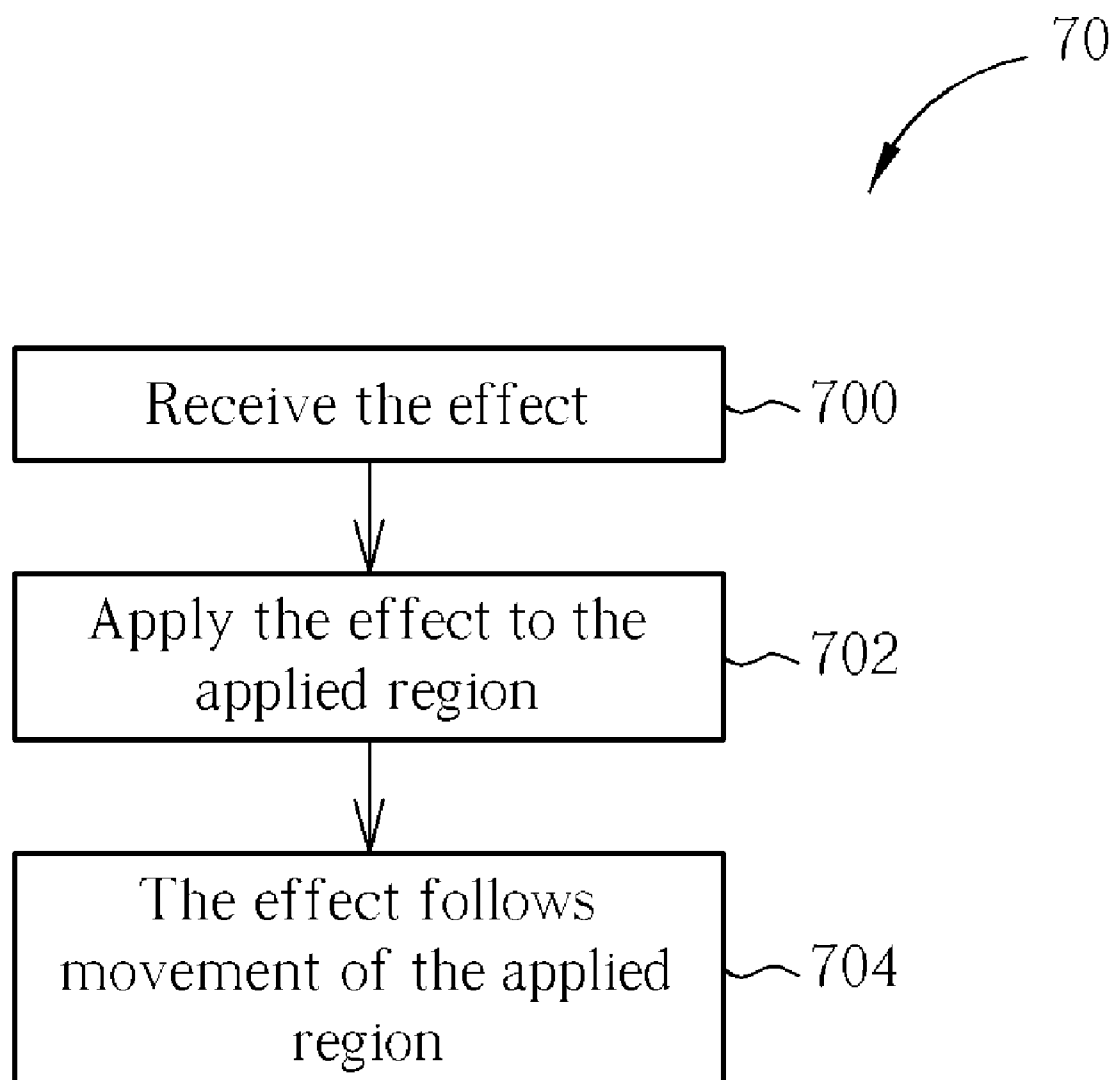 70
Receive the effect
700
Apply the effect to the
applied region
702
The effect follows
movement of the applied
region
704